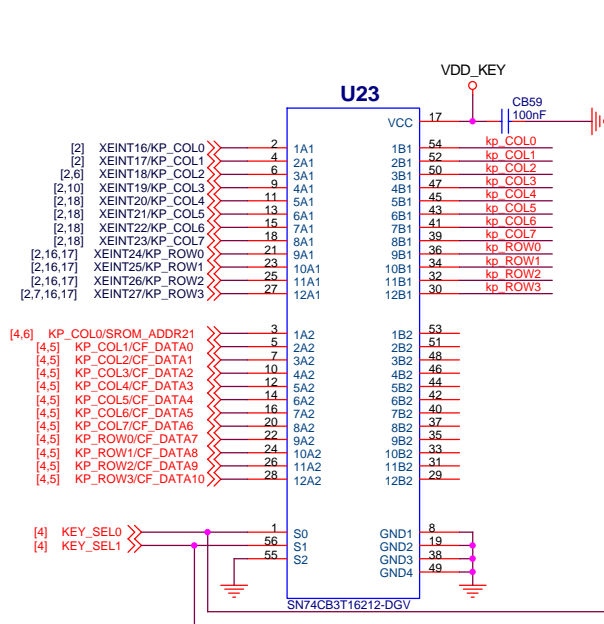 VDD_KEY
U23
CB59
100nF
VCC 17
[2] XEINT16/KP_COL0 2 1A1 1B1 54 kp_COL0
[2] XEINT17/KP_COL1 4 2A1 2B1 52 kp_COL1
[2,6] XEINT18/KP_COL2 6 3A1 3B1 50 kp_COL2
[2,10] XEINT19/KP_COL3 9 4A1 4B1 47 kp_COL3
[2,18] XEINT20/KP_COL4 11 5A1 5B1 45 kp_COL4
[2,18] XEINT21/KP_COL5 13 6A1 6B1 43 kp_COL5
[2,18] XEINT22/KP_COL6 15 7A1 7B1 41 kp_COL6
[2,18] XEINT23/KP_COL7 18 8A1 8B1 39 kp_COL7
[2,16,17] XEINT24/KP_ROW0 21 9A1 9B1 36 kp_ROW0
[2,16,17] XEINT25/KP_ROW1 23 10A1 10B1 34 kp_ROW1
[2,16,17] XEINT26/KP_ROW2 25 11A1 11B1 32 kp_ROW2
[2,7,16,17] XEINT27/KP_ROW3 27 12A1 12B1 30 kp_ROW3
[4,6] KP_COL0/SROM_ADDR21 3 1A2 1B2 53
[4,5] KP_COL1/CF_DATA0 5 2A2 2B2 51
[4,5] KP_COL2/CF_DATA1 7 3A2 3B2 48
[4,5] KP_COL3/CF_DATA2 10 4A2 4B2 46
[4,5] KP_COL4/CF_DATA3 12 5A2 5B2 44
[4,5] KP_COL5/CF_DATA4 14 6A2 6B2 42
[4,5] KP_COL6/CF_DATA5 16 7A2 7B2 40
[4,5] KP_COL7/CF_DATA6 20 8A2 8B2 37
[4,5] KP_ROW0/CF_DATA7 22 9A2 9B2 35
[4,5] KP_ROW1/CF_DATA8 24 10A2 10B2 33
[4,5] KP_ROW2/CF_DATA9 26 11A2 11B2 31
[4,5] KP_ROW3/CF_DATA10 28 12A2 12B2 29
[4] KEY_SEL0 1 S0 GND1 8
[4] KEY_SEL1 56 S1 GND2 19
55 S2 GND3 38
GND4 49
SN74CB3T16212-DGV